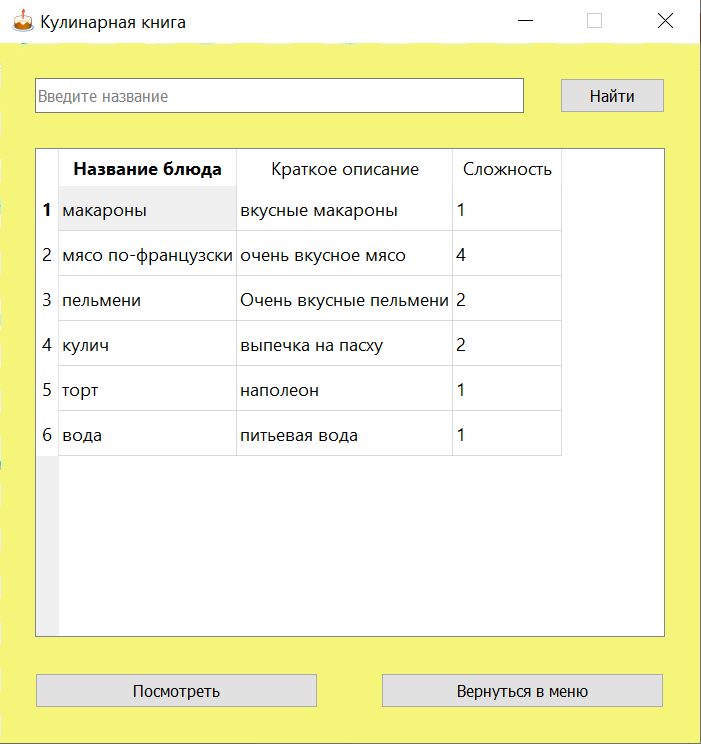 Кулинарная книга
Введите название
Найти
Название блюда Краткое описание Сложность
1 макароны вкусные макароны 1
2 мясо по-французски очень вкусное мясо 4
3 пельмени Очень вкусные пельмени 2
4 кулич выпечка на пасху 2
5 торт наполеон 1
6 вода питьевая вода 1
Посмотреть
Вернуться в меню